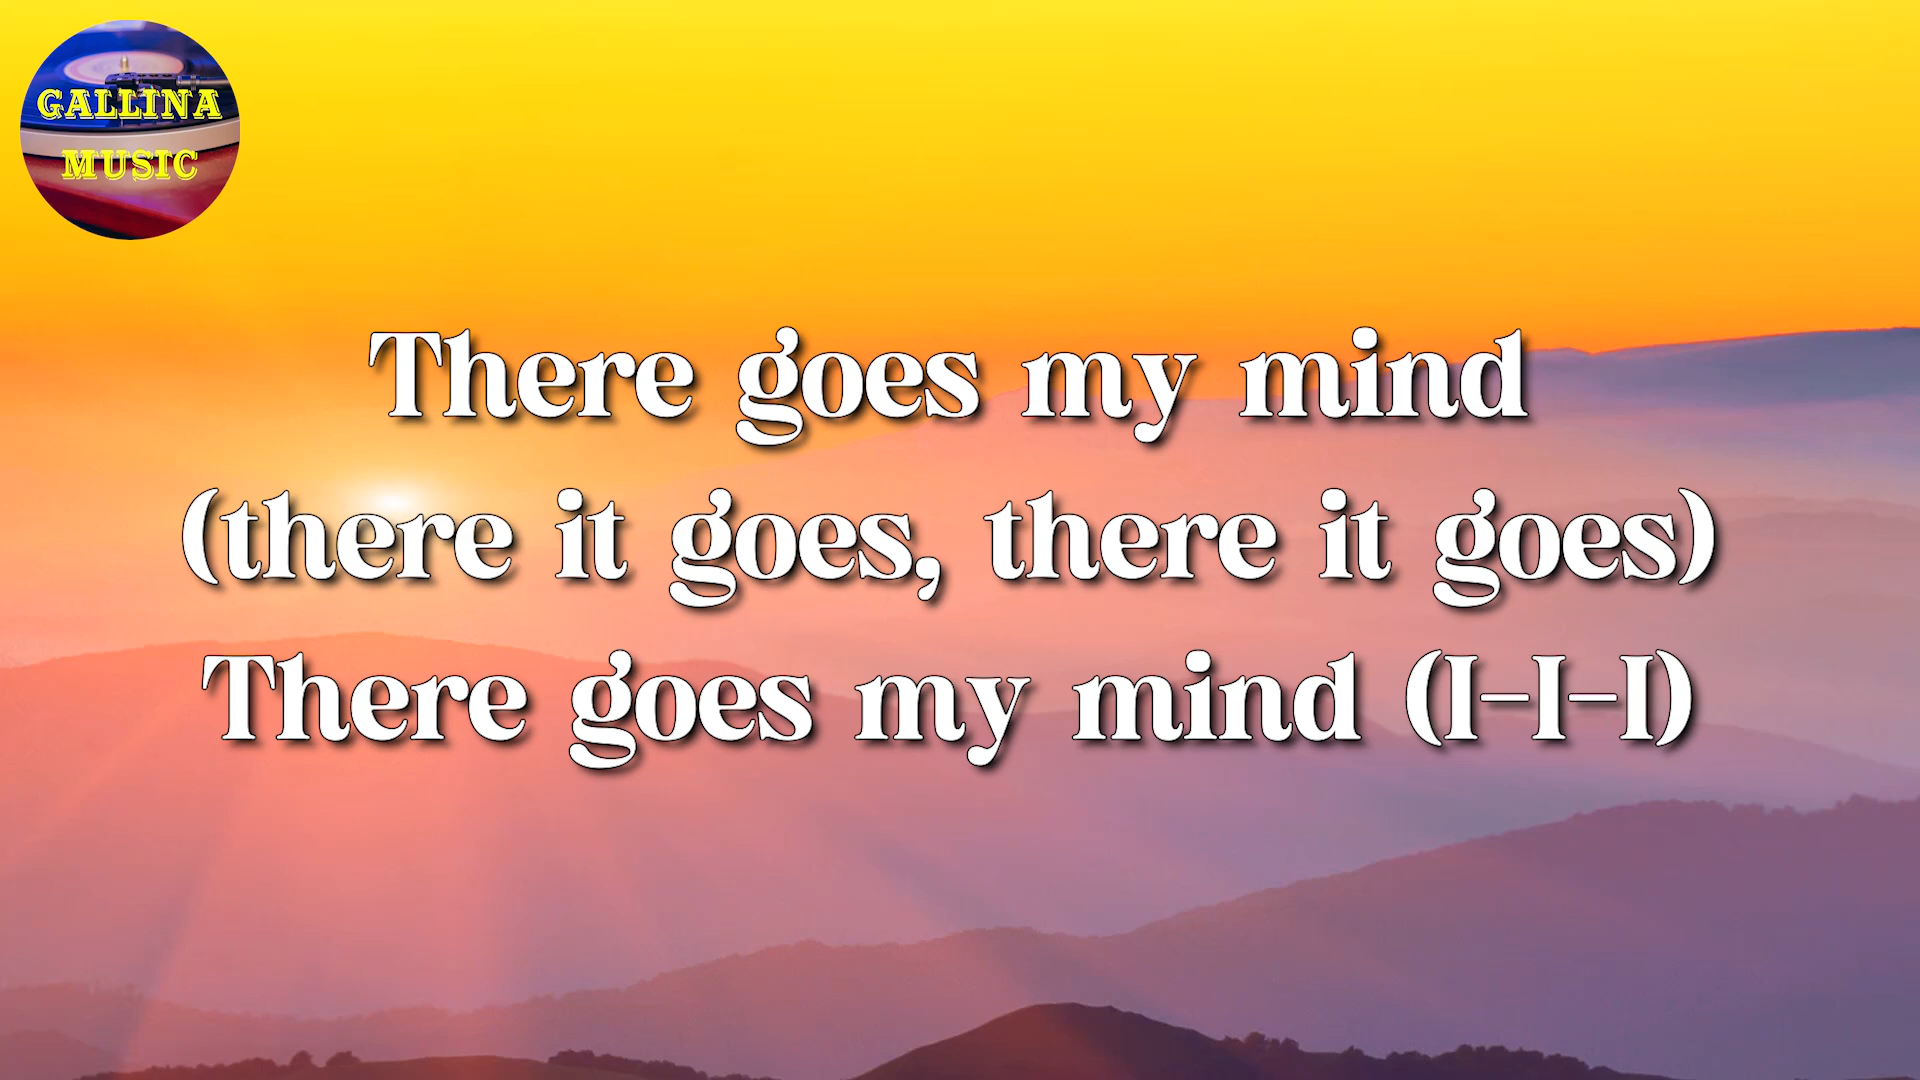 GALLINA
MUSIC
There goes my mind
(there it goes, there it goes)
There goes my mind (I-I-I)